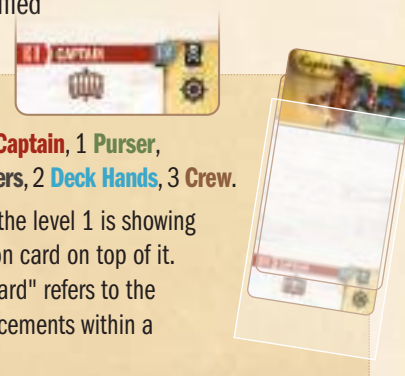 ified
CAPTAIN
Captain, 1 Purser,
ers, 2 Deck Hands, 3 Crew.
the level 1 is showing
on card on top of it.
ard" refers to the
cements within a
Captain